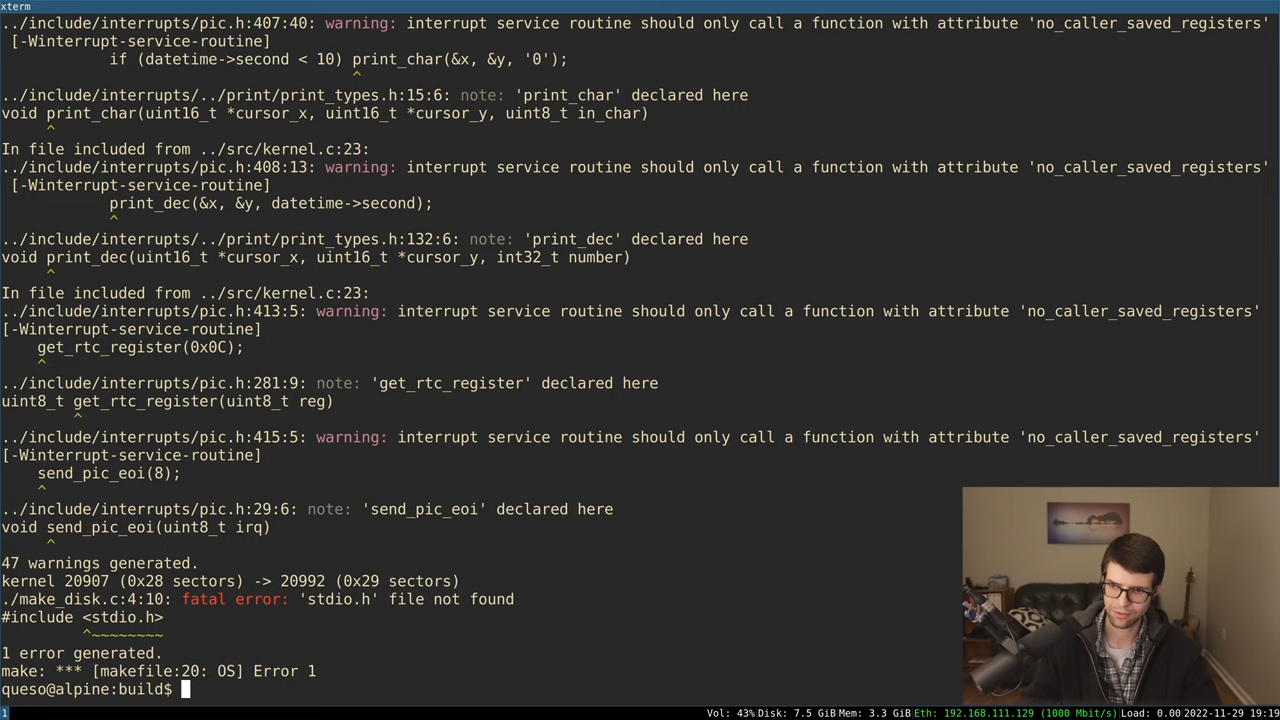 xterm
../include/interrupts/pic.h:407:40: warning: interrupt service routine should only call a function with attribute 'no_caller_saved_registers'
[-Winterrupt-service-routine]
if (datetime->second < 10) print_char(&x, &y, '0');
^
../include/interrupts/../print/print_types.h:15:6: note: 'print_char' declared here
void print_char(uint16_t *cursor_x, uint16_t *cursor_y, uint8_t in_char)
^
In file included from ../src/kernel.c:23:
../include/interrupts/pic.h:408:13: warning: interrupt service routine should only call a function with attribute 'no_caller_saved_registers'
[-Winterrupt-service-routine]
print_dec(&x, &y, datetime->second);
^
../include/interrupts/../print/print_types.h:132:6: note: 'print_dec' declared here
void print_dec(uint16_t *cursor_x, uint16_t *cursor_y, int32_t number)
^
In file included from ../src/kernel.c:23:
../include/interrupts/pic.h:413:5: warning: interrupt service routine should only call a function with attribute 'no_caller_saved_registers'
[-Winterrupt-service-routine]
get_rtc_register(0x0C);
^
../include/interrupts/pic.h:281:9: note: 'get_rtc_register' declared here
uint8_t get_rtc_register(uint8_t reg)
^
../include/interrupts/pic.h:415:5: warning: interrupt service routine should only call a function with attribute 'no_caller_saved_registers'
[-Winterrupt-service-routine]
send_pic_eoi(8);
^
../include/interrupts/pic.h:29:6: note: 'send_pic_eoi' declared here
void send_pic_eoi(uint8_t irq)
^
47 warnings generated.
kernel 20907 (0x28 sectors) -> 20992 (0x29 sectors)
./make_disk.c:4:10: fatal error: 'stdio.h' file not found
#include <stdio.h>
^~~~~~~~~
1 error generated.
make: *** [makefile:20: OS] Error 1
queso@alpine:build$
1 Vol: 43% Disk: 7.5 GiB Mem: 3.3 GiB Eth: 192.168.111.129 (1000 Mbit/s) Load: 0.00 2022-11-29 19:19